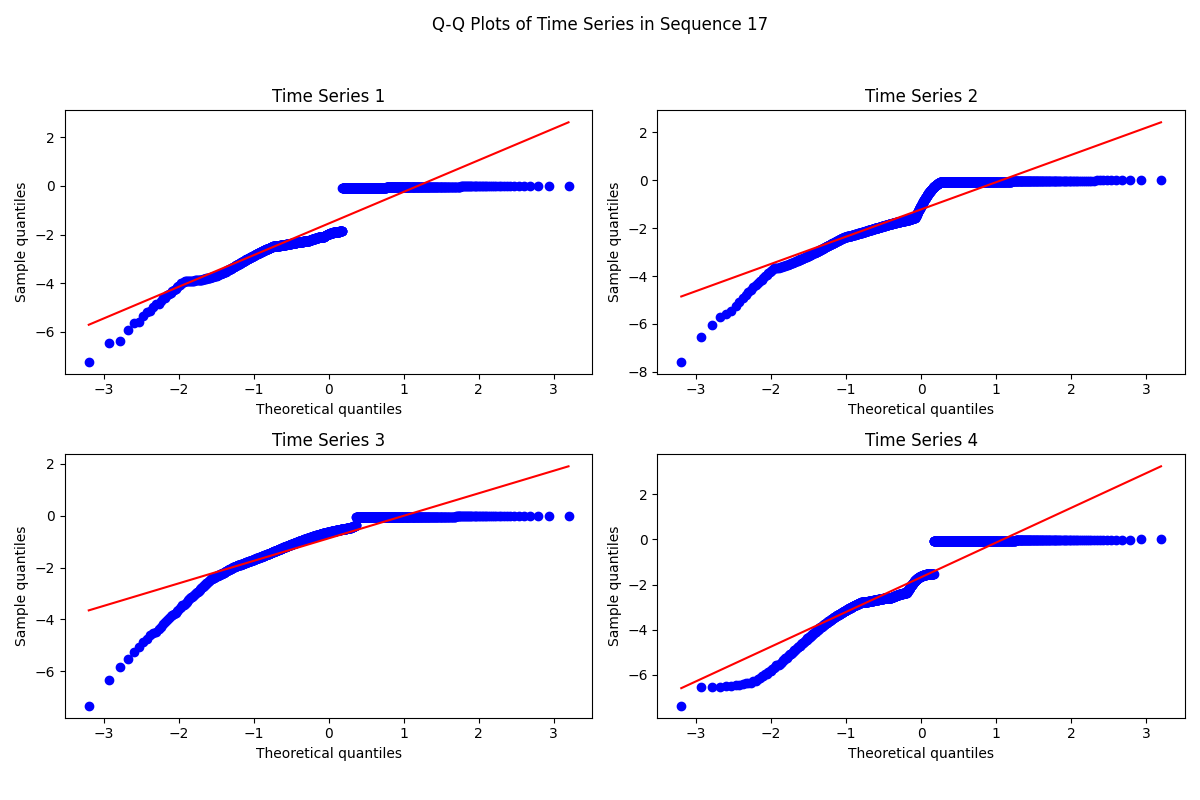 Q-Q Plots of Time Series in Sequence 17
Time Series 1
Sample quantiles
2
0
−2
−4
−6
−3 −2 −1 0 1 2 3
Theoretical quantiles
Time Series 2
Sample quantiles
2
0
−2
−4
−6
−8
−3 −2 −1 0 1 2 3
Theoretical quantiles
Time Series 3
Sample quantiles
2
0
−2
−4
−6
−3 −2 −1 0 1 2 3
Theoretical quantiles
Time Series 4
Sample quantiles
2
0
−2
−4
−6
−3 −2 −1 0 1 2 3
Theoretical quantiles